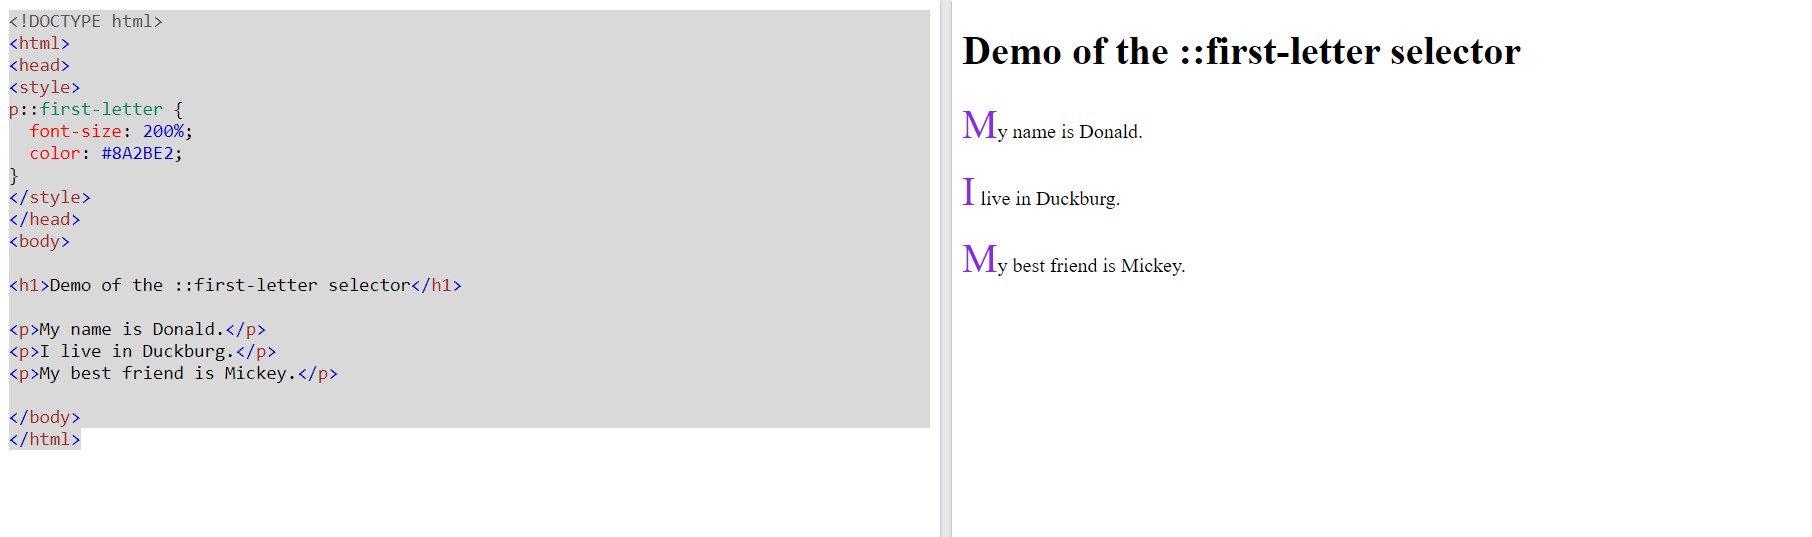 <!DOCTYPE html>
<html>
<head>
<style>
p::first-letter {
  font-size: 200%;
  color: #8A2BE2;
}
</style>
</head>
<body>

<h1>Demo of the ::first-letter selector</h1>

<p>My name is Donald.</p>
<p>I live in Duckburg.</p>
<p>My best friend is Mickey.</p>

</body>
</html>
Demo of the ::first-letter selector
My name is Donald.
I live in Duckburg.
My best friend is Mickey.